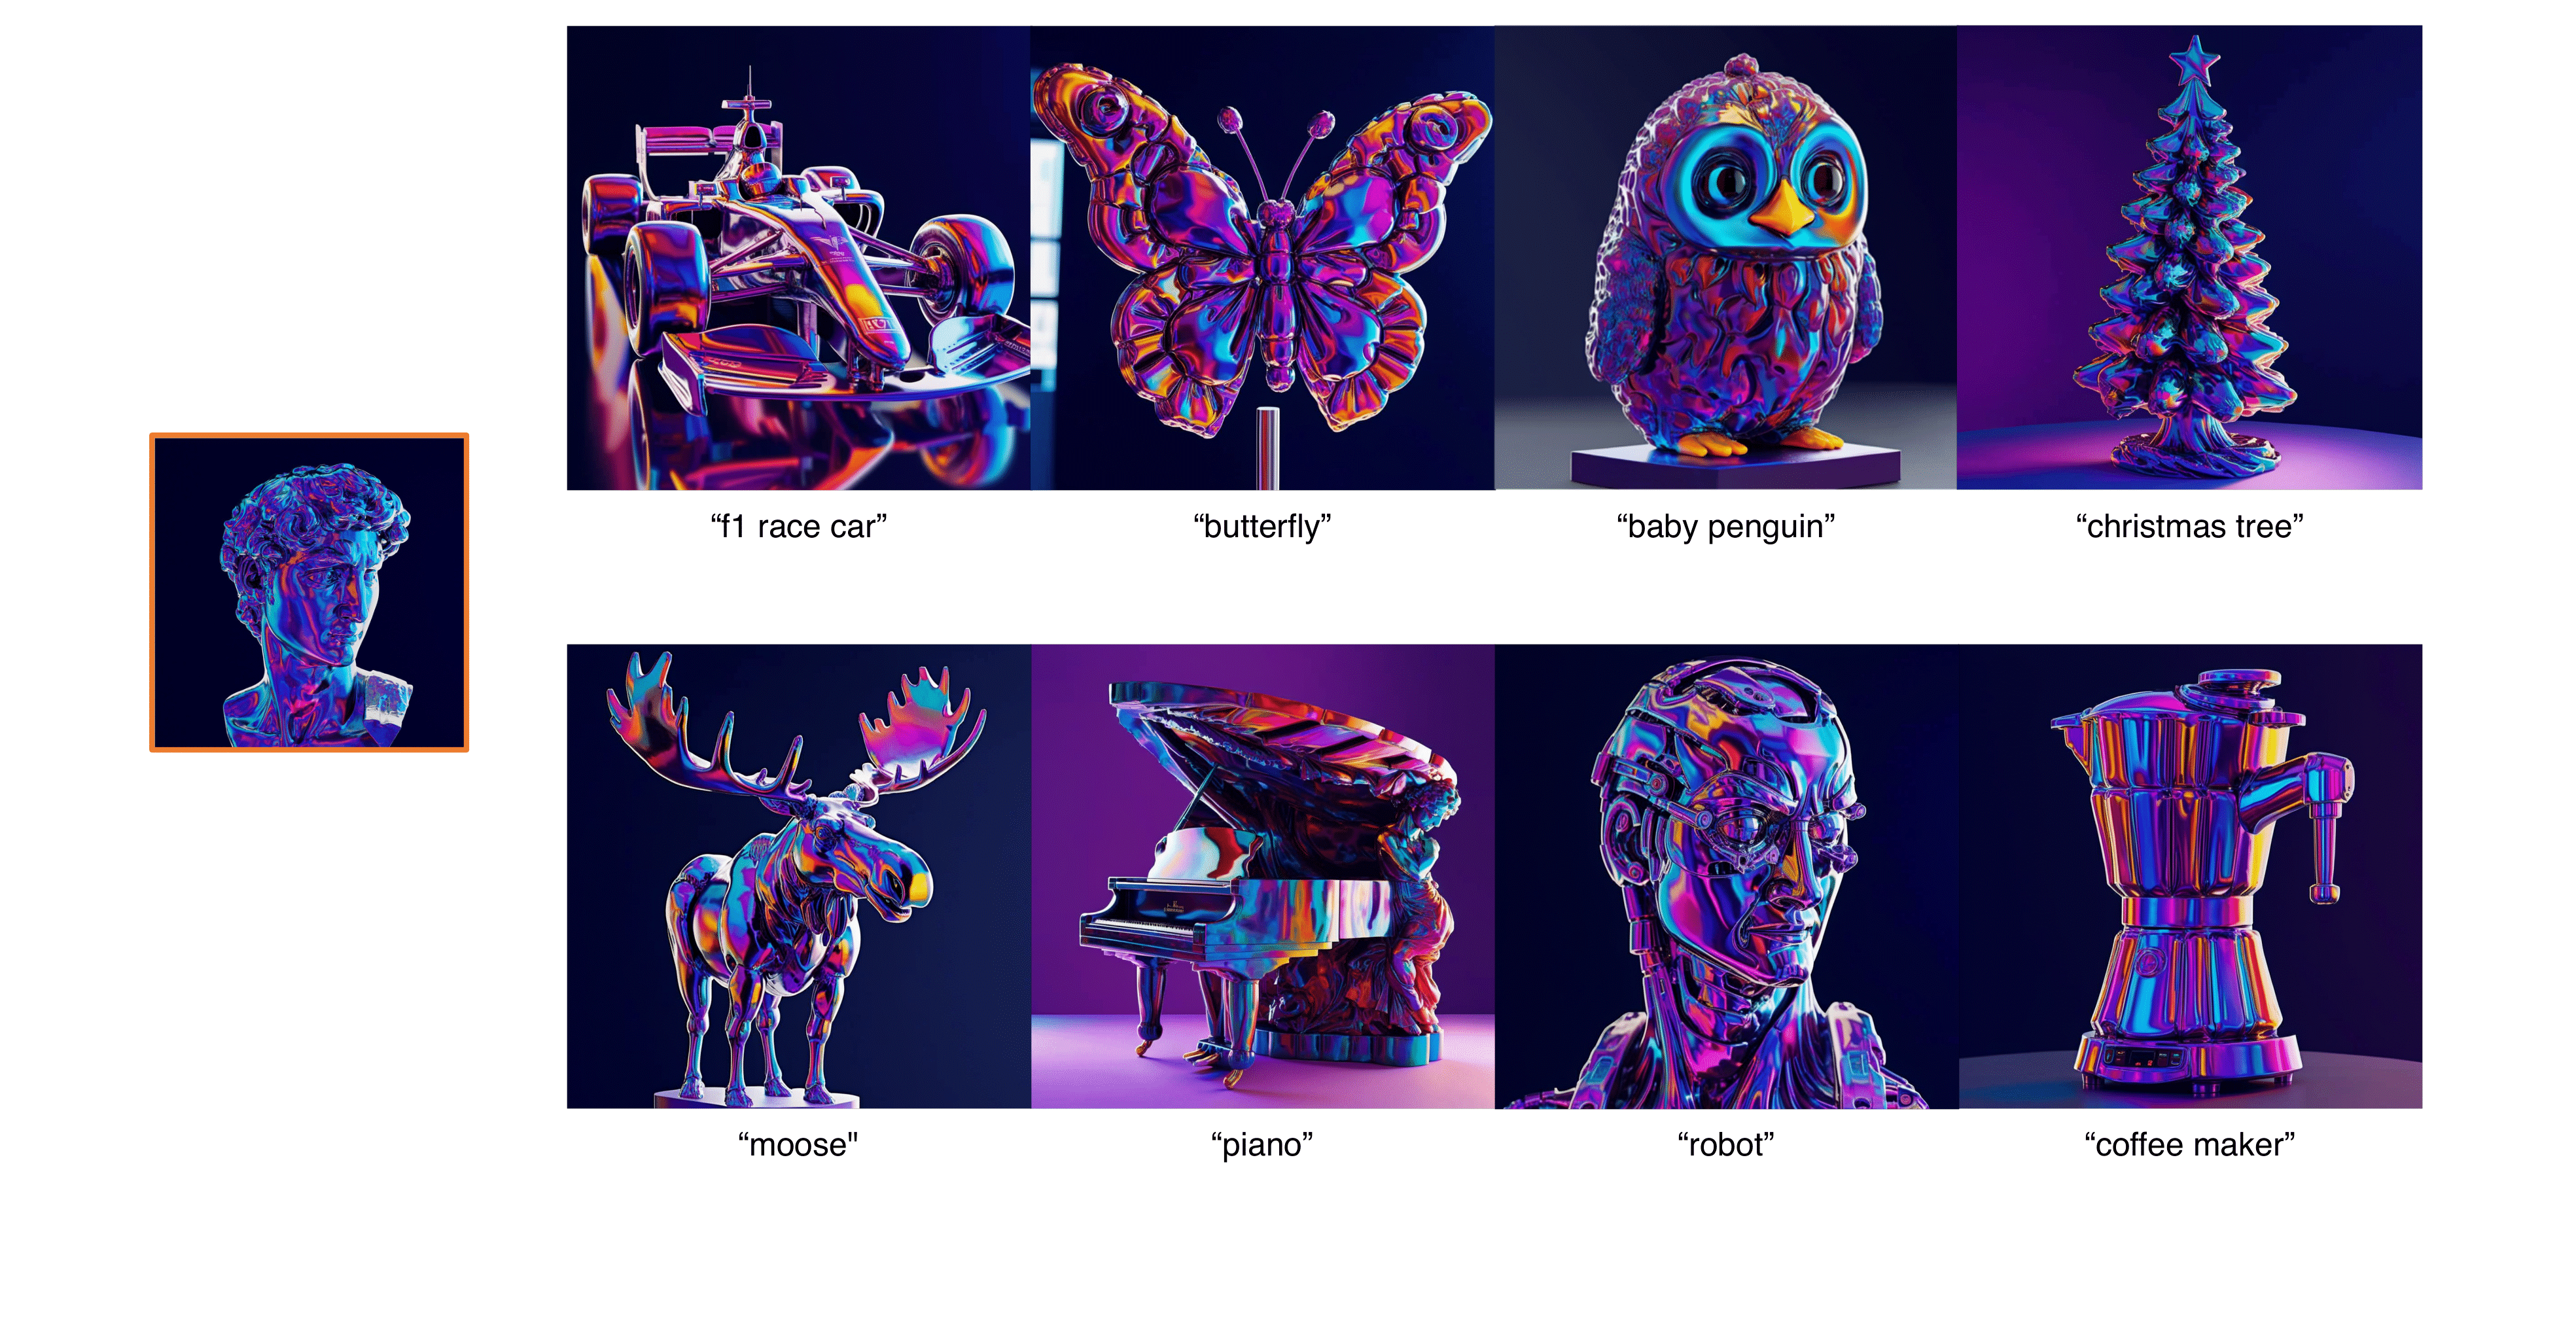 “f1 race car”
“butterfly”
“baby penguin”
“christmas tree”
“moose"
“piano”
“robot”
“coffee maker”